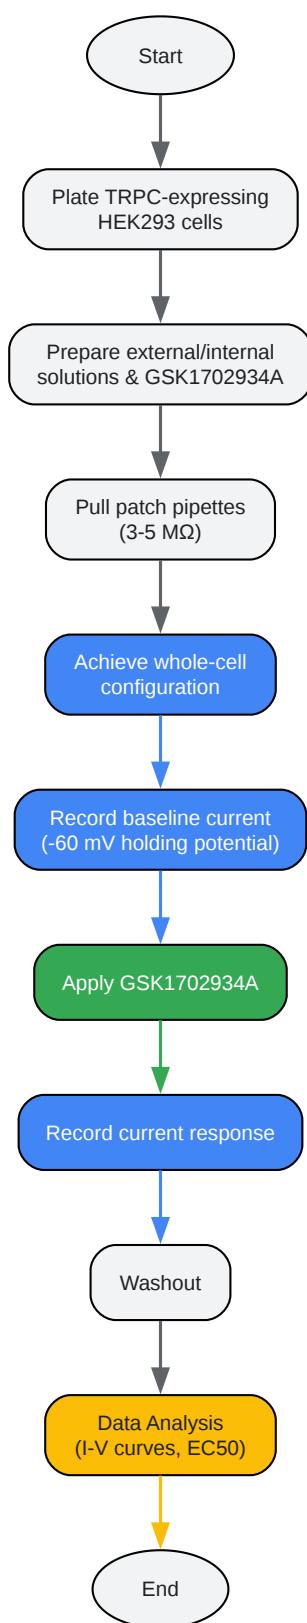 Start
Plate TRPC-expressing
HEK293 cells
Prepare external/internal
solutions & GSK1702934A
Pull patch pipettes
(3-5 MΩ)
Achieve whole-cell
configuration
Record baseline current
(-60 mV holding potential)
Apply GSK1702934A
Record current response
Washout
Data Analysis
(I-V curves, EC50)
End